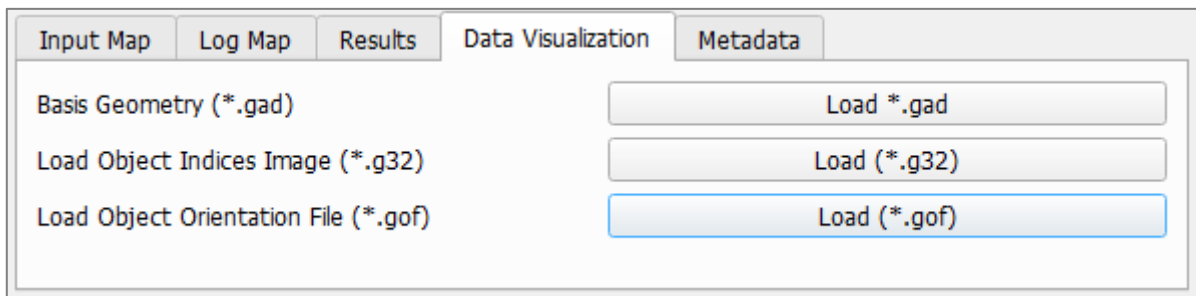 Input Map Log Map Results Data Visualization Metadata
Basis Geometry (*.gad) Load *.gad
Load Object Indices Image (*.g32) Load (*.g32)
Load Object Orientation File (*.gof) Load (*.gof)